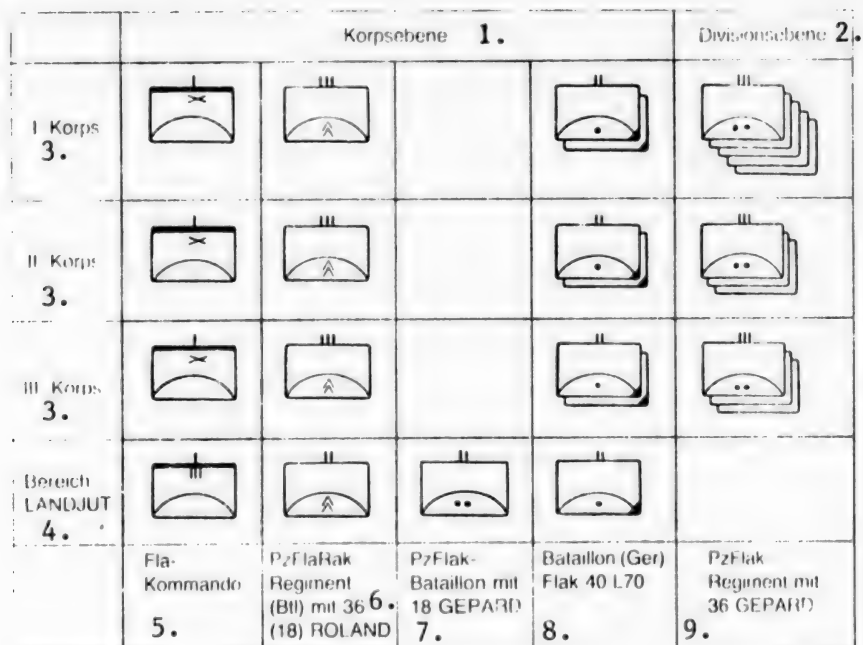 Korpsebene 1.
Divisionsebene 2.
I Korps
3.
II Korps
3.
III Korps
3.
Bereich
LANDJUT
4.
Fla-
Kommando
5.
PzFlaRak
Regiment
(Btl) mit 36 6.
(18) ROLAND
PzFlak-
Bataillon mit
18 GEPARD
7.
Bataillon (Ger)
Flak 40 L70
8.
PzFlak
Regiment mit
36 GEPARD
9.